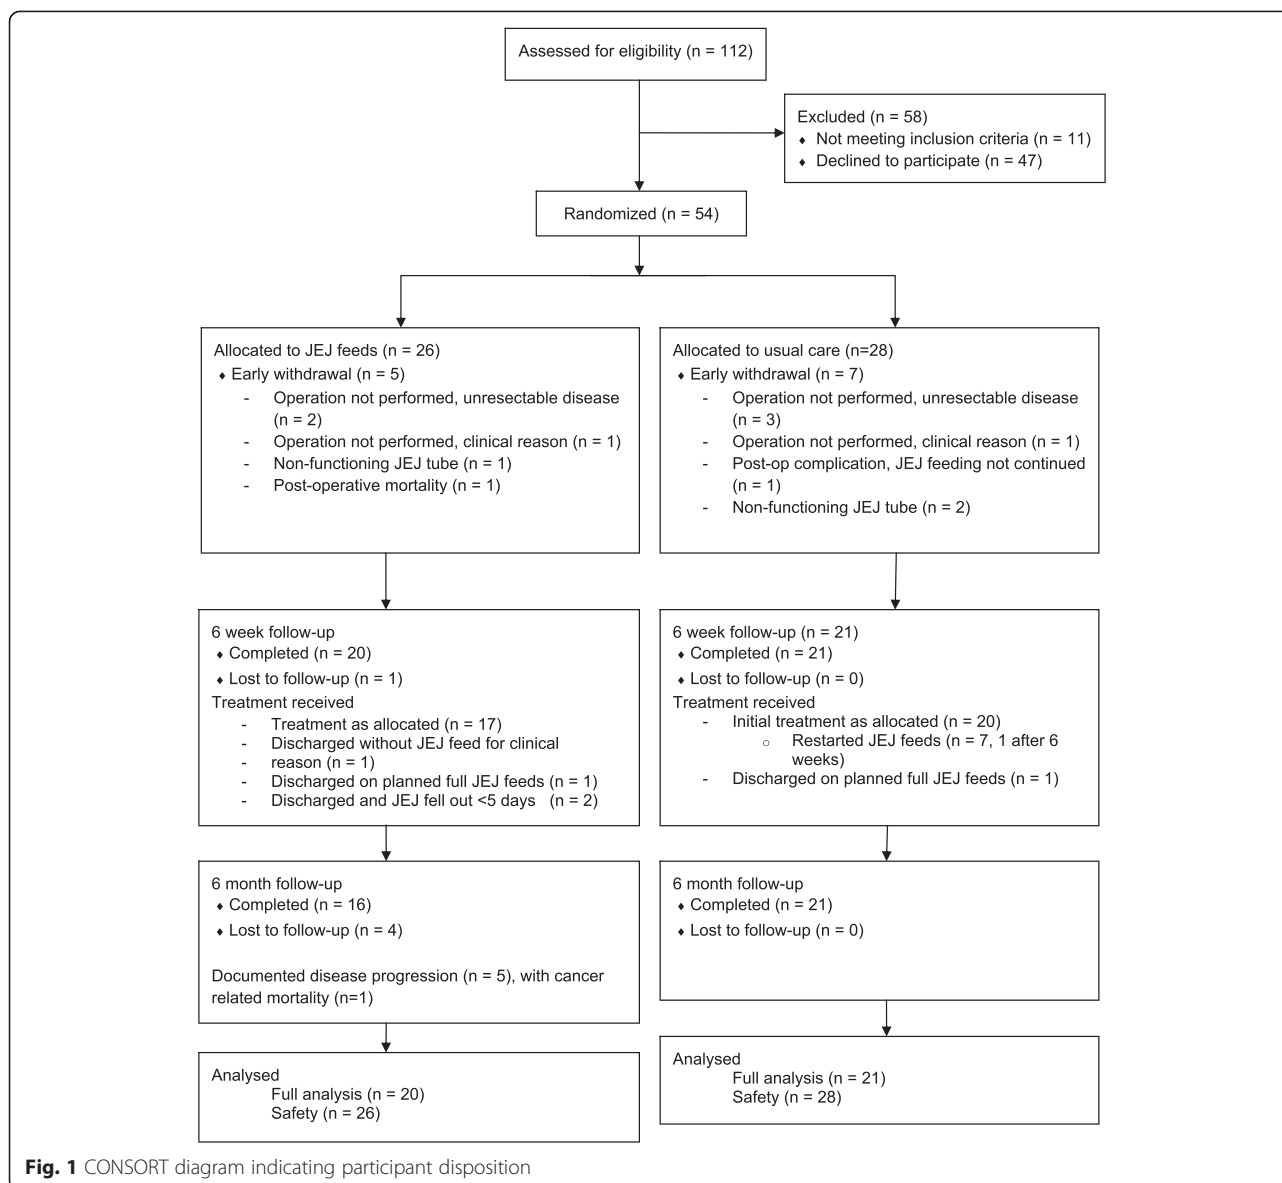 Assessed for eligibility (n = 112)
Excluded (n = 58)
♦ Not meeting inclusion criteria (n = 11)
♦ Declined to participate (n = 47)
Randomized (n = 54)
Allocated to JEJ feeds (n = 26)
♦ Early withdrawal (n = 5)
- Operation not performed, unresectable disease
(n = 2)
- Operation not performed, clinical reason (n = 1)
- Non-functioning JEJ tube (n = 1)
- Post-operative mortality (n = 1)
Allocated to usual care (n=28)
♦ Early withdrawal (n = 7)
- Operation not performed, unresectable disease
(n = 3)
- Operation not performed, clinical reason (n = 1)
- Post-op complication, JEJ feeding not continued
(n = 1)
- Non-functioning JEJ tube (n = 2)
6 week follow-up
♦ Completed (n = 20)
♦ Lost to follow-up (n = 1)
Treatment received
- Treatment as allocated (n = 17)
- Discharged without JEJ feed for clinical
- reason (n = 1)
- Discharged on planned full JEJ feeds (n = 1)
- Discharged and JEJ fell out <5 days (n = 2)
6 week follow-up (n = 21)
♦ Completed (n = 21)
♦ Lost to follow-up (n = 0)
Treatment received
- Initial treatment as allocated (n = 20)
○ Restarted JEJ feeds (n = 7, 1 after 6
weeks)
- Discharged on planned full JEJ feeds (n = 1)
6 month follow-up
♦ Completed (n = 16)
♦ Lost to follow-up (n = 4)
Documented disease progression (n = 5), with cancer
related mortality (n=1)
6 month follow-up
♦ Completed (n = 21)
♦ Lost to follow-up (n = 0)
Analysed
Full analysis (n = 20)
Safety (n = 26)
Analysed
Full analysis (n = 21)
Safety (n = 28)
Fig. 1 CONSORT diagram indicating participant disposition